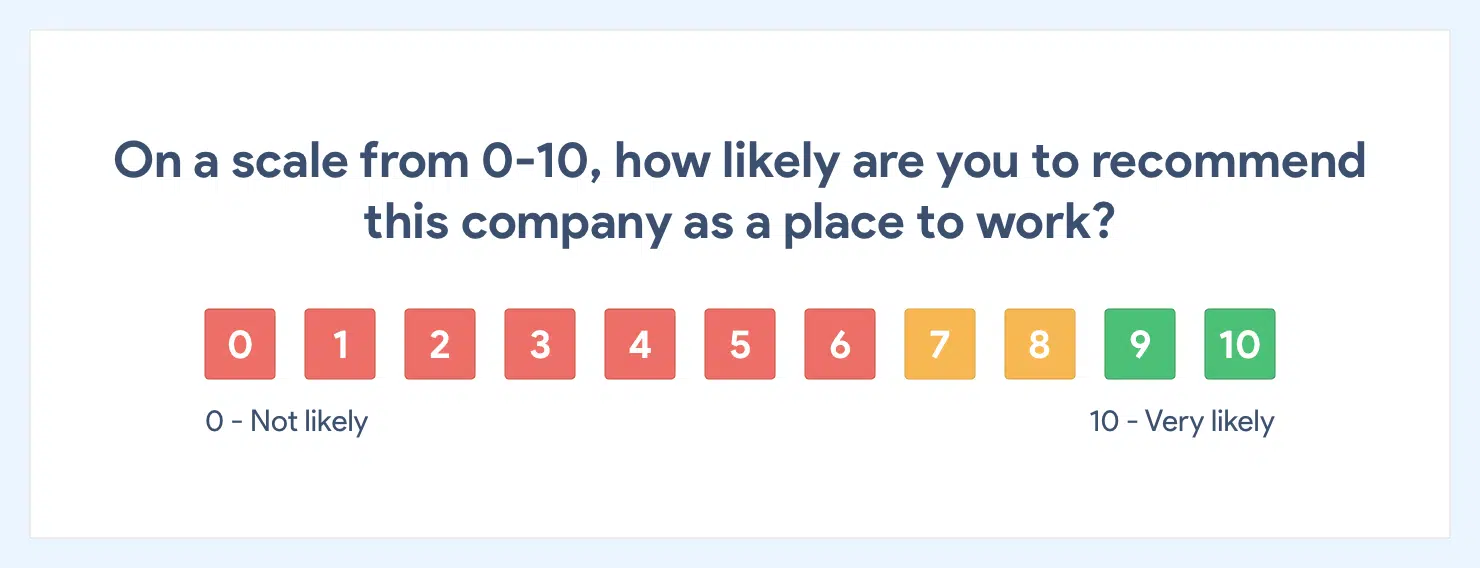 On a scale from 0-10, how likely are you to recommend
this company as a place to work?
0 1 2 3 4 5 6 7 8 9 10
0 - Not likely
10 - Very likely